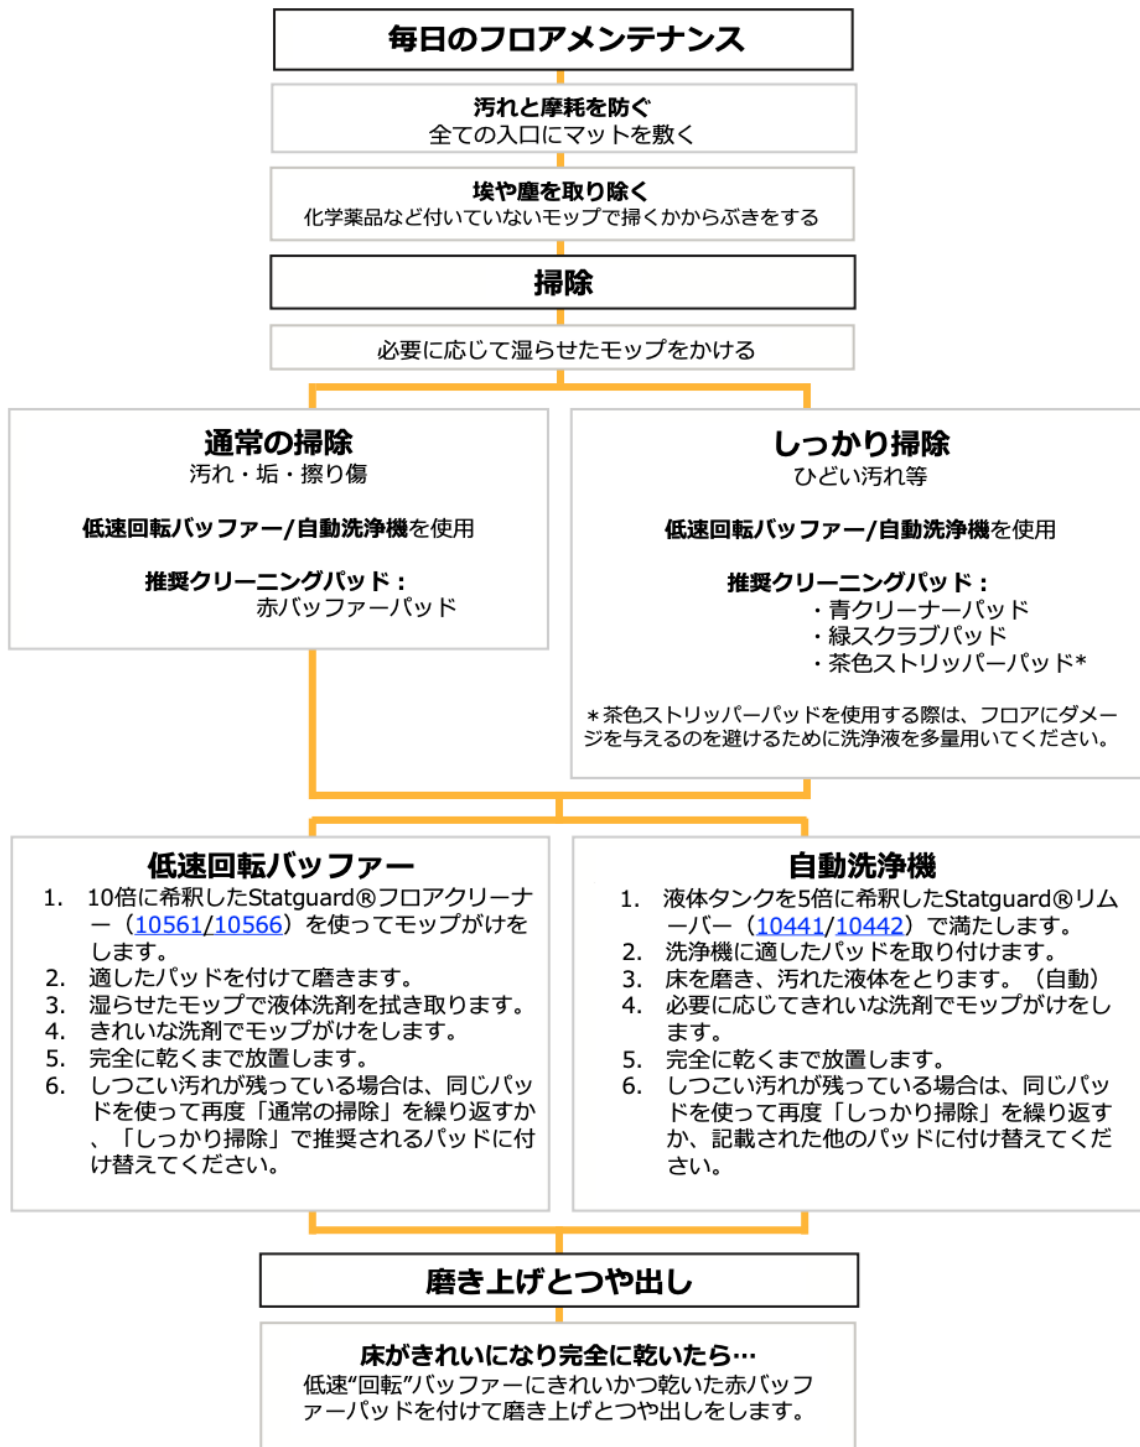 毎日のフロアメンテナンス
汚れと摩耗を防ぐ
全ての入口にマットを敷く
埃や塵を取り除く
化学薬品など付いていないモップで掃くかからぶきをする
掃除
必要に応じて湿らせたモップをかける
通常の掃除
汚れ・垢・擦り傷
低速回転バッファー/自動洗浄機を使用
推奨クリーニングパッド：
赤バッファーパッド
しっかり掃除
ひどい汚れ等
低速回転バッファー/自動洗浄機を使用
推奨クリーニングパッド：
・青クリーナーパッド
・緑スクラブパッド
・茶色ストリッパーパッド*
＊茶色ストリッパーパッドを使用する際は、フロアにダメー
ジを与えるのを避けるために洗浄液を多量用いてください。
低速回転バッファー
1. 10倍に希釈したStatguard®フロアクリーナ
ー（10561/10566）を使ってモップがけを
します。
2. 適したパッドを付けて磨きます。
3. 湿らせたモップで液体洗剤を拭き取ります。
4. きれいな洗剤でモップがけをします。
5. 完全に乾くまで放置します。
6. しつこい汚れが残っている場合は、同じパッ
ドを使って再度「通常の掃除」を繰り返すか
、「しっかり掃除」で推奨されるパッドに付
け替えてください。
自動洗浄機
1. 液体タンクを5倍に希釈したStatguard®リム
ーバー（10441/10442）で満たします。
2. 洗浄機に適したパッドを取り付けます。
3. 床を磨き、汚れた液体をとります。（自動）
4. 必要に応じてきれいな洗剤でモップがけをし
ます。
5. 完全に乾くまで放置します。
6. しつこい汚れが残っている場合は、同じパッ
ドを使って再度「しっかり掃除」を繰り返す
か、記載された他のパッドに付け替えてくだ
さい。
磨き上げとつや出し
床がきれいになり完全に乾いたら…
低速“回転”バッファーにきれいかつ乾いた赤バッフ
ァーパッドを付けて磨き上げとつや出しをします。